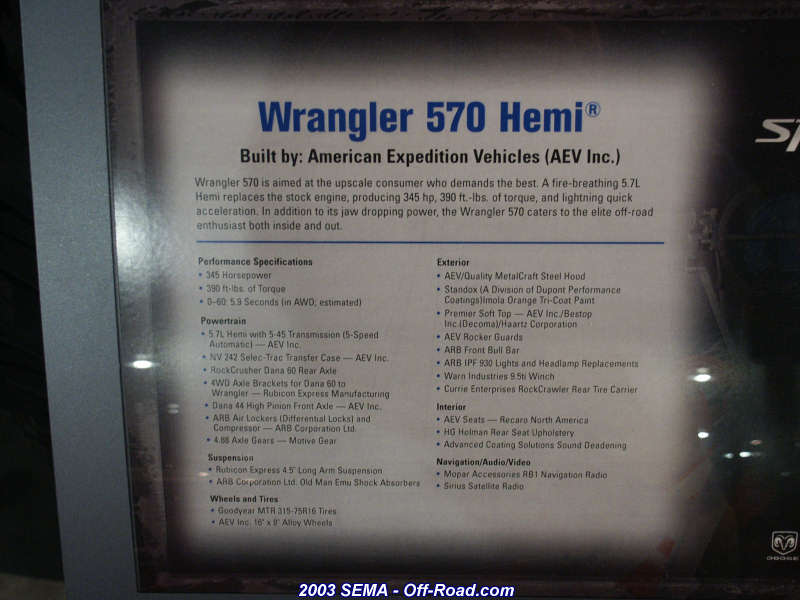 Wrangler 570 Hemi®
Built by: American Expedition Vehicles (AEV Inc.)
Wrangler 570 is aimed at the upscale consumer who demands the best. A fire-breathing 5.7L
Hemi replaces the stock engine, producing 345 hp, 390 ft.-lbs. of torque, and lightning quick
acceleration. In addition to its jaw dropping power, the Wrangler 570 caters to the elite off-road
enthusiast both inside and out.
Performance Specifications
• 345 Horsepower
• 390 ft-lbs. of Torque
• 0–60: 5.9 Seconds (in AWD; estimated)
Powertrain
• 5.7L Hemi with 5-45 Transmission (5-Speed
Automatic) — AEV Inc.
• NV 242 Selec-Trac Transfer Case — AEV Inc.
• RockCrusher Dana 60 Rear Axle
• 4WD Axle Brackets for Dana 60 to
Wrangler — Rubicon Express Manufacturing
• Dana 44 High Pinion Front Axle — AEV Inc.
• ARB Air Lockers (Differential Locks) and
Compressor — ARB Corporation Ltd.
• 4.88 Axle Gears — Motive Gear
Suspension
• Rubicon Express 4.5" Long Arm Suspension
• ARB Corporation Ltd. Old Man Emu Shock Absorbers
Wheels and Tires
• Goodyear MTR 315-75R16 Tires
• AEV Inc. 16" x 8" Alloy Wheels
Exterior
• AEV/Quality MetalCraft Steel Hood
• Standox (A Division of Dupont Performance
Coatings)Imola Orange Tri-Coat Paint
• Premier Soft Top — AEV Inc./Bestop
Inc.(Decoma)/Haartz Corporation
• AEV Rocker Guards
• ARB Front Bull Bar
• ARB IPF 930 Lights and Headlamp Replacements
• Warn Industries 9.5ti Winch
• Currie Enterprises RockCrawler Rear Tire Carrier
Interior
• AEV Seats — Recaro North America
• HG Holman Rear Seat Upholstery
• Advanced Coating Solutions Sound Deadening
Navigation/Audio/Video
• Mopar Accessories RB1 Navigation Radio
• Sirius Satellite Radio
DODGE
2003 SEMA - Off-Road.com